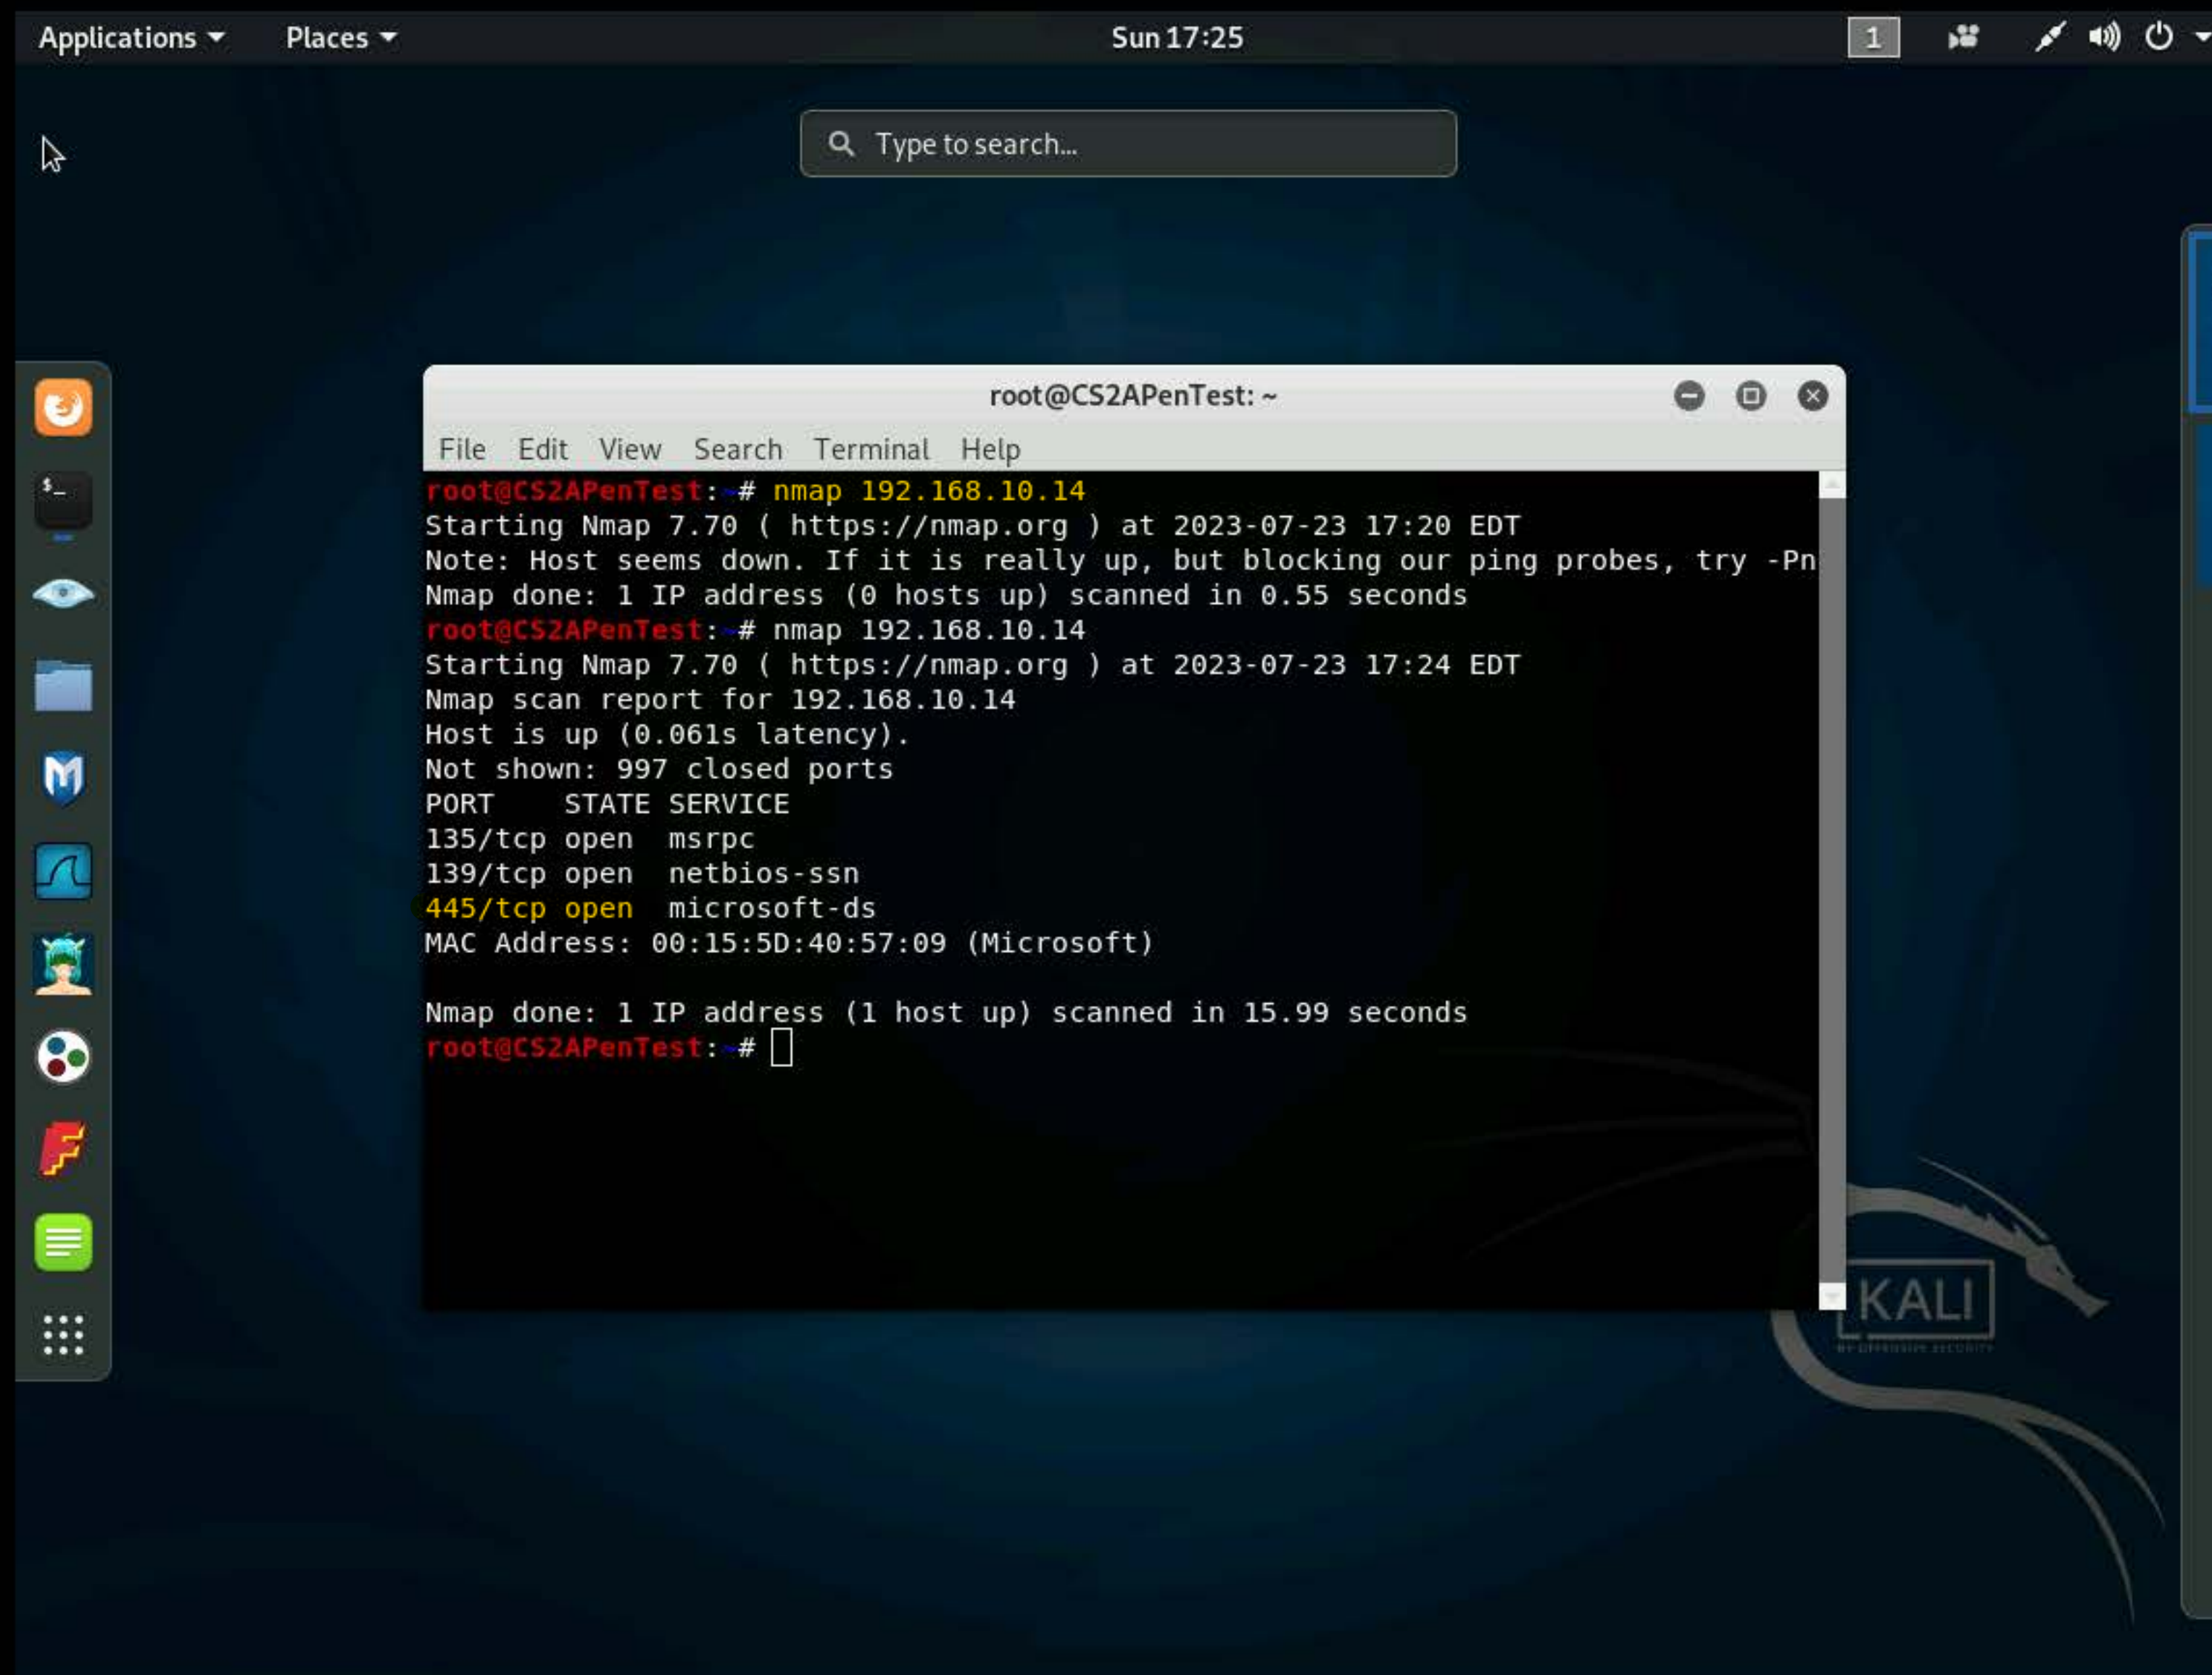 Applications Places Sun 17:25 1
Type to search...
root@CS2APenTest: ~
File Edit View Search Terminal Help
root@CS2APenTest:~# nmap 192.168.10.14
Starting Nmap 7.70 ( https://nmap.org ) at 2023-07-23 17:20 EDT
Note: Host seems down. If it is really up, but blocking our ping probes, try -Pn
Nmap done: 1 IP address (0 hosts up) scanned in 0.55 seconds
root@CS2APenTest:~# nmap 192.168.10.14
Starting Nmap 7.70 ( https://nmap.org ) at 2023-07-23 17:24 EDT
Nmap scan report for 192.168.10.14
Host is up (0.061s latency).
Not shown: 997 closed ports
PORT    STATE SERVICE
135/tcp open  msrpc
139/tcp open  netbios-ssn
445/tcp open  microsoft-ds
MAC Address: 00:15:5D:40:57:09 (Microsoft)
Nmap done: 1 IP address (1 host up) scanned in 15.99 seconds
root@CS2APenTest:~#
KALI
BY OFFENSIVE SECURITY